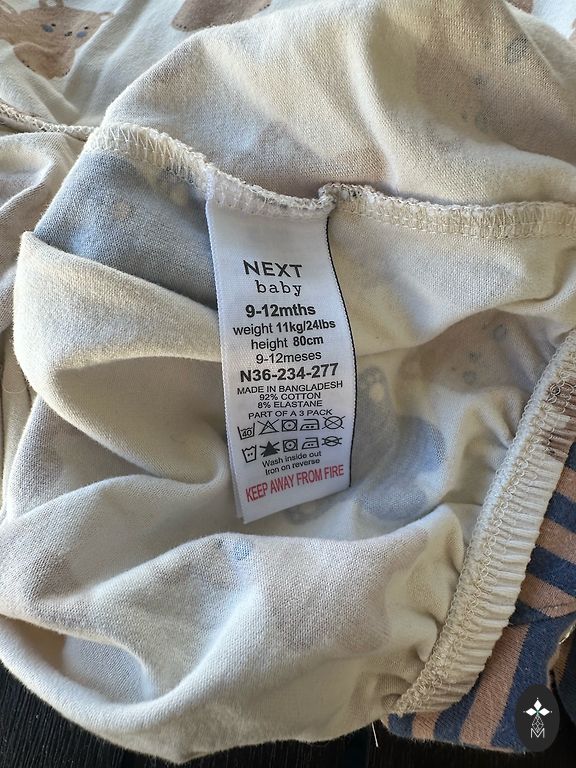 NEXT
baby
9-12mths
weight 11kg/24lbs
height 80cm
9-12meses
N36-234-277
MADE IN BANGLADESH
92% COTTON
8% ELASTANE
PART OF A 3 PACK
40
Wash inside out
Iron on reverse
KEEP AWAY FROM FIRE
M